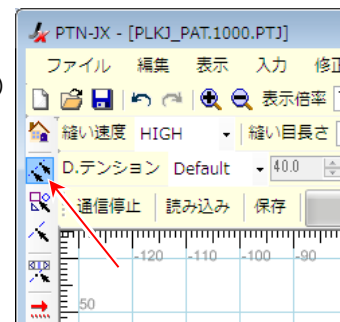 PTN-JX - [PLKJ_PAT.1000.PTJ]
)
ファイル 編集 表示 入力 修正
表示倍率
縫い速度 HIGH 縫い目長さ
D.テンション Default 40.0
通信停止 読み込み 保存
-120 -110 -100 -90
50